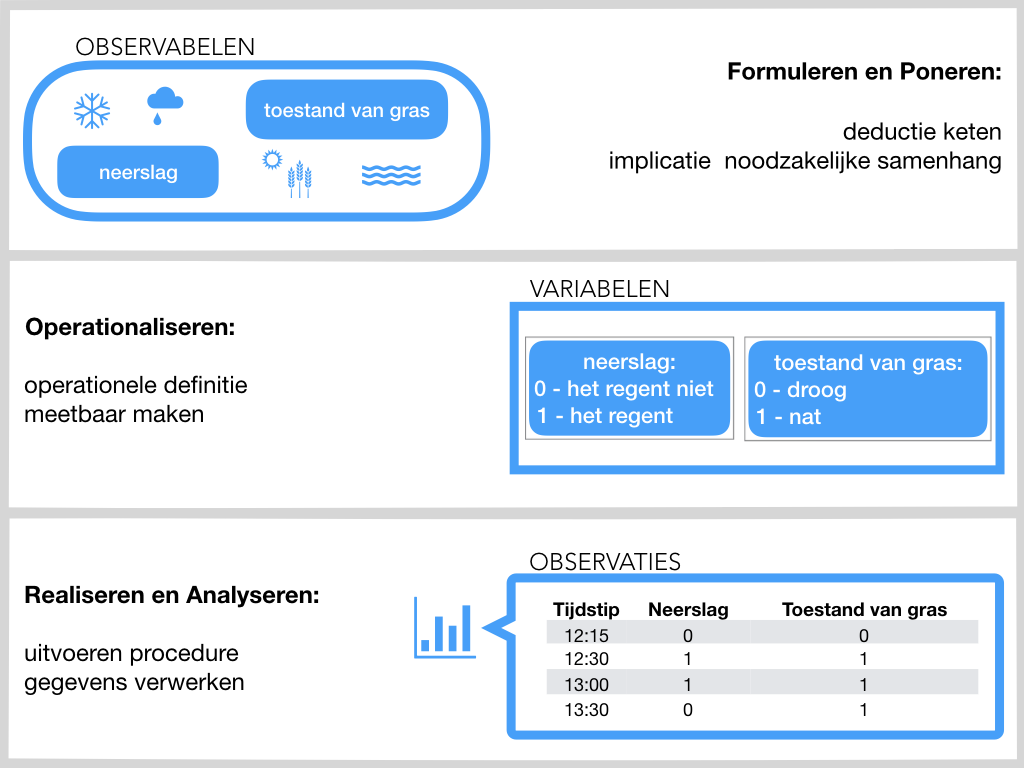 OBSERVABELEN
toestand van gras
neerslag
Formuleren en Poneren:
deductie keten
implicatie noodzakelijke samenhang
VARIABELEN
Operationaliseren:
operationele definitie
meetbaar maken
neerslag:
0 - het regent niet
1 - het regent
toestand van gras:
0 - droog
1 - nat
OBSERVATIES
Realiseren en Analyseren:
uitvoeren procedure
gegevens verwerken
Tijdstip Neerslag Toestand van gras
12:15 0 0
12:30 1 1
13:00 1 1
13:30 0 1